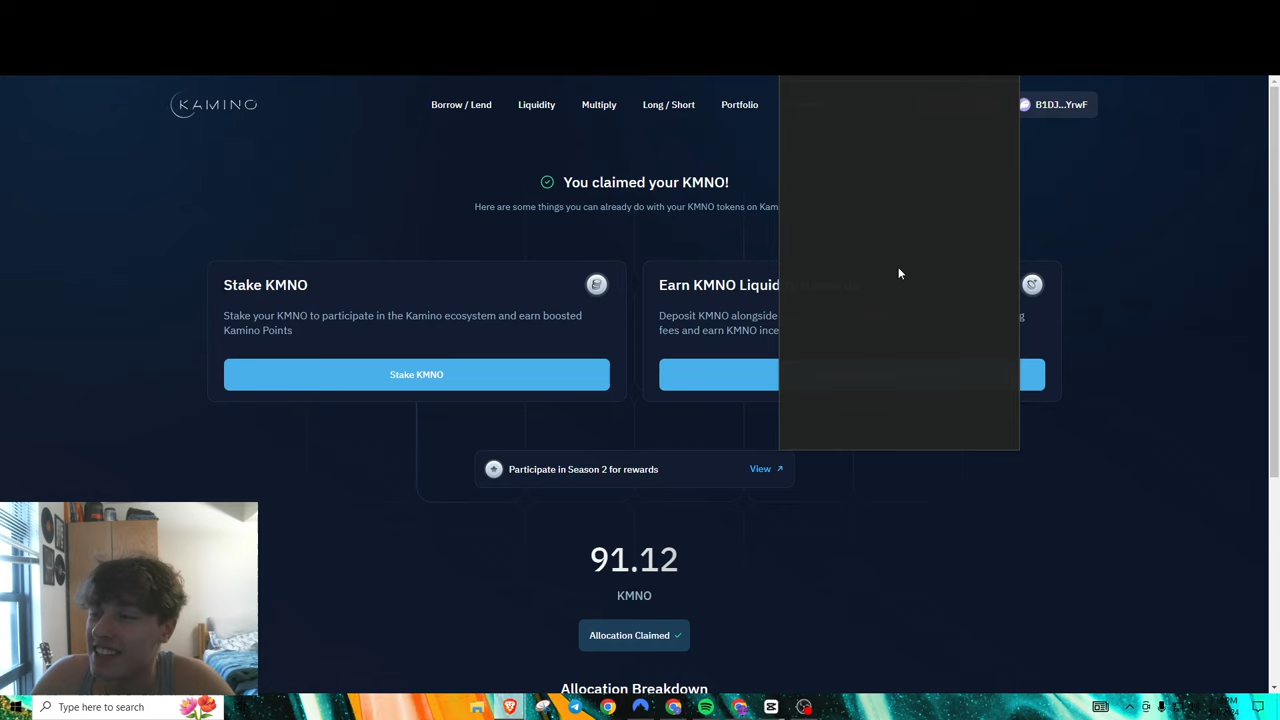 KAMINO
Borrow / Lend
Liquidity
Multiply
Long / Short
Portfolio
B1DJ...YrwF
You claimed your KMNO!
Here are some things you can already do with your KMNO tokens on Kam
Stake KMNO
Stake your KMNO to participate in the Kamino ecosystem and earn boosted
Kamino Points
Stake KMNO
Earn KMNO Liquid
Deposit KMNO alongside
fees and earn KMNO ince
Participate in Season 2 for rewards
View
91.12
KMNO
Allocation Claimed
Allocation Breakdown
Type here to search